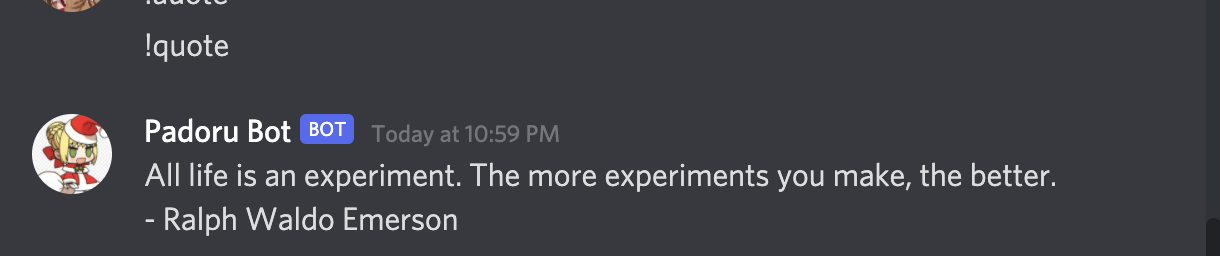 !quote
!quote
Padoru Bot BOT Today at 10:59 PM
All life is an experiment. The more experiments you make, the better.
- Ralph Waldo Emerson